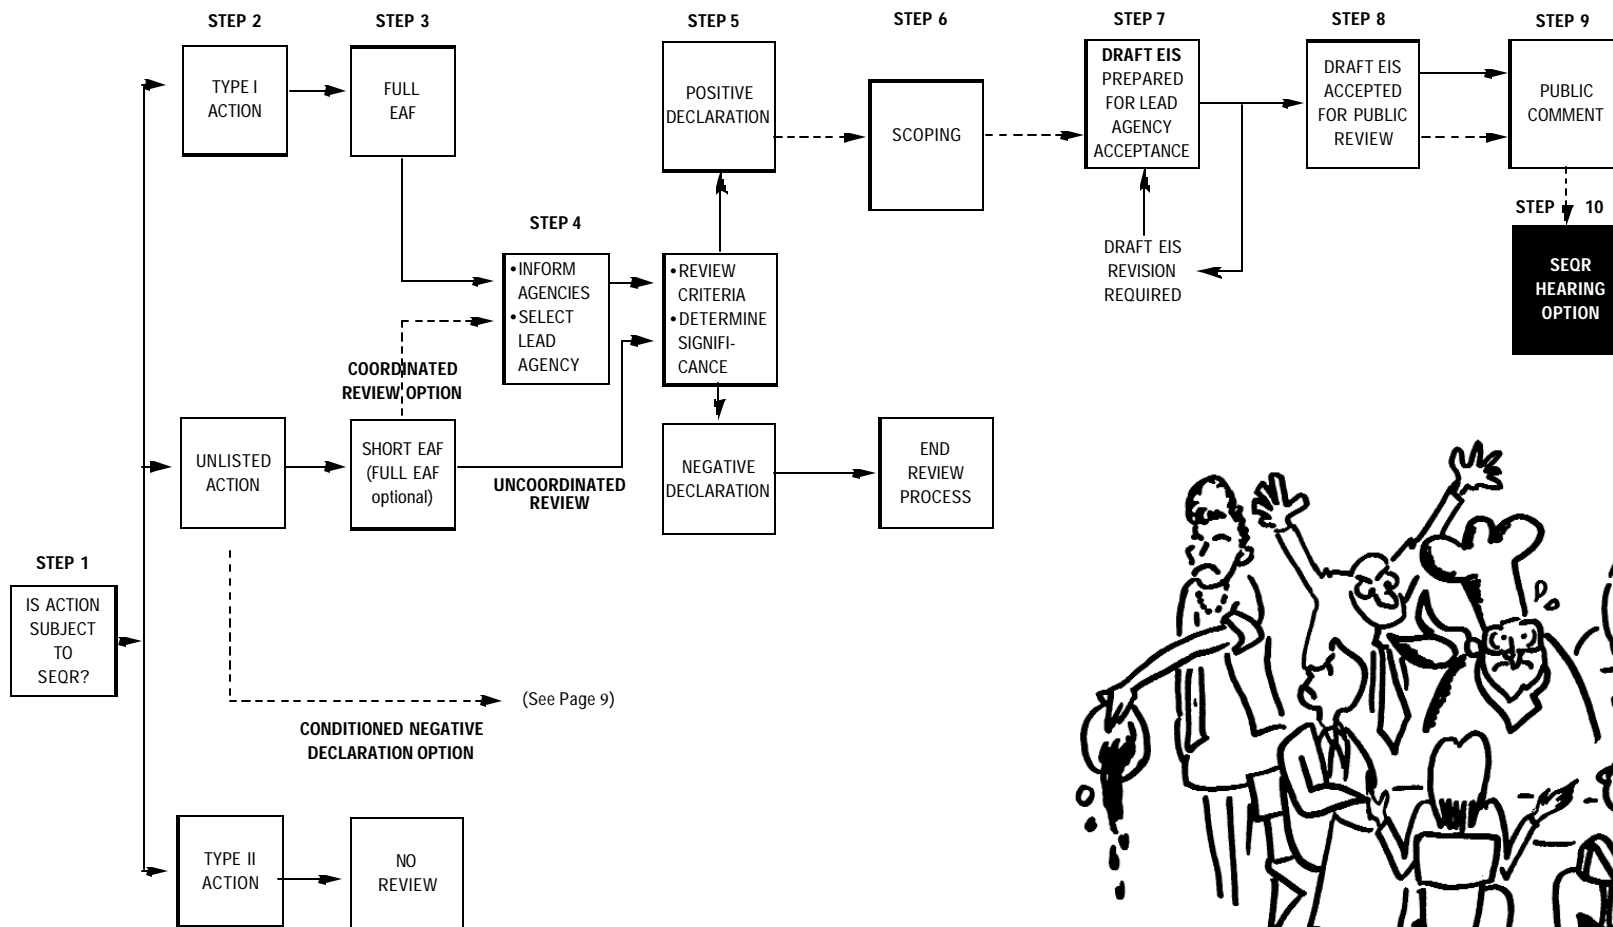 STEP 2
STEP 3
STEP 5
STEP 6
STEP 7
STEP 8
STEP 9
TYPE I
ACTION
FULL
EAF
POSITIVE
DECLARATION
SCOPING
DRAFT EIS
PREPARED
FOR LEAD
AGENCY
ACCEPTANCE
DRAFT EIS
ACCEPTED
FOR PUBLIC
REVIEW
PUBLIC
COMMENT
STEP 10
SEQR
HEARING
OPTION
DRAFT EIS
REVISION
REQUIRED
STEP 4
•INFORM
AGENCIES
•SELECT
LEAD
AGENCY
•REVIEW
CRITERIA
•DETERMINE
SIGNIFI-
CANCE
COORDINATED
REVIEW OPTION
UNLISTED
ACTION
SHORT EAF
(FULL EAF
optional)
UNCOORDINATED
REVIEW
NEGATIVE
DECLARATION
END
REVIEW
PROCESS
STEP 1
IS ACTION
SUBJECT
TO
SEQR?
(See Page 9)
CONDITIONED NEGATIVE
DECLARATION OPTION
TYPE II
ACTION
NO
REVIEW